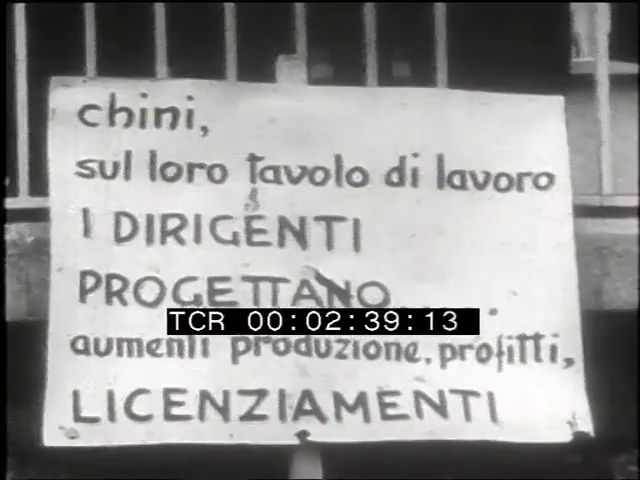 chini,
sul loro tavolo di lavoro
I DIRIGENTI
PROGETTANO......
TCR 00:02:39:13
aumenti produzione, profitti,
LICENZIAMENTI